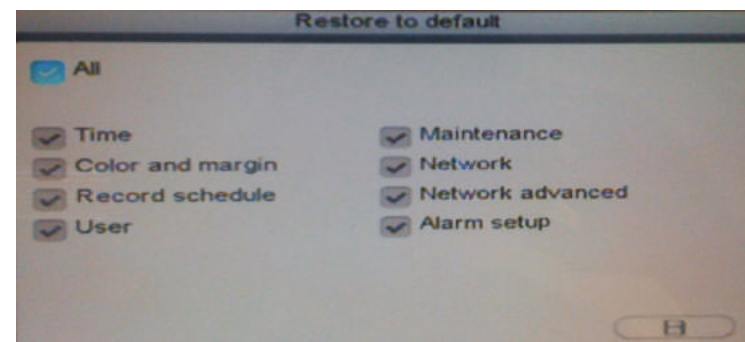 Restore to default
All
Time
Maintenance
Color and margin
Network
Record schedule
Network advanced
User
Alarm setup